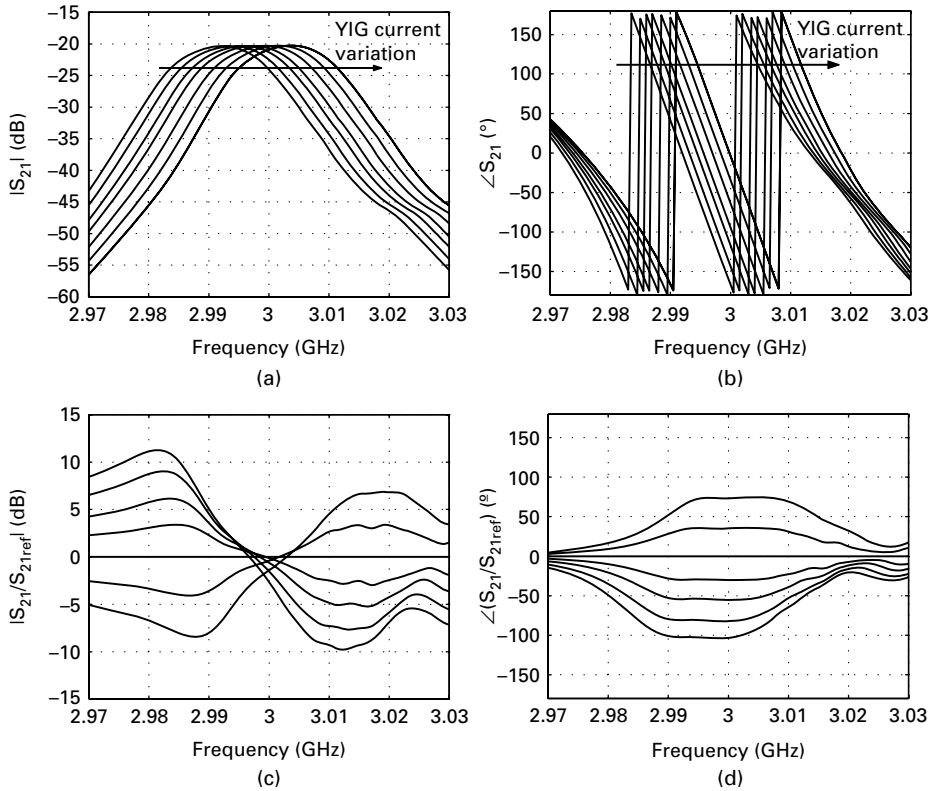 YIG current
variation
|S21| (dB)
−20
−25
−30
−35
−40
−45
−50
−55
−60
2.97 2.98 2.99 3 3.01 3.02 3.03
Frequency (GHz)
(a)
YIG current
variation
∠S21 (°)
150
100
50
0
−50
−100
−150
2.97 2.98 2.99 3 3.01 3.02 3.03
Frequency (GHz)
(b)
|S21/S21ref| (dB)
15
10
5
0
−5
−10
−15
2.97 2.98 2.99 3 3.01 3.02 3.03
Frequency (GHz)
(c)
∠(S21/S21ref) (º)
150
100
50
0
−50
−100
−150
2.97 2.98 2.99 3 3.01 3.02 3.03
Frequency (GHz)
(d)